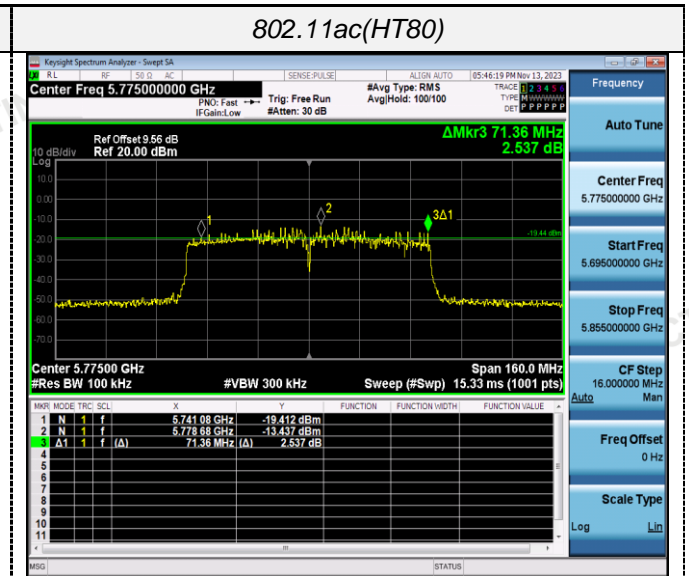 802.11ac(HT80)
Keysight Spectrum Analyzer - Swept SA
RL RF 50 Ω AC SENSE:PULSE ALIGN AUTO 05:46:19 PM Nov 13, 2023
Center Freq 5.775000000 GHz
PNO: Fast Trig: Free Run
IFGain:Low #Atten: 30 dB
#Avg Type: RMS
Avg|Hold: 100/100
TRACE 1 2 3 4 5 6
TYPE M WWWWW
DET P P P P P P
Frequency
Auto Tune
Center Freq
5.775000000 GHz
Start Freq
5.695000000 GHz
Stop Freq
5.855000000 GHz
CF Step
16.000000 MHz
Auto Man
Freq Offset
0 Hz
Scale Type
Log Lin
Ref Offset 9.56 dB
10 dB/div Ref 20.00 dBm
ΔMkr3 71.36 MHz
2.537 dB
Log
10.0
0.00
-10.0
-20.0
-30.0
-40.0
-50.0
-60.0
-70.0
1
2
3Δ1
-19.44 dBm
Center 5.77500 GHz Span 160.0 MHz
#Res BW 100 kHz #VBW 300 kHz Sweep (#Swp) 15.33 ms (1001 pts)
MKR MODE TRC SCL X Y FUNCTION FUNCTION WIDTH FUNCTION VALUE
1 N 1 f 5.741 08 GHz -19.412 dBm
2 N 1 f 5.778 68 GHz -13.437 dBm
3 Δ1 1 f (Δ) 71.36 MHz (Δ) 2.537 dB
4
5
6
7
8
9
10
11
MSG STATUS